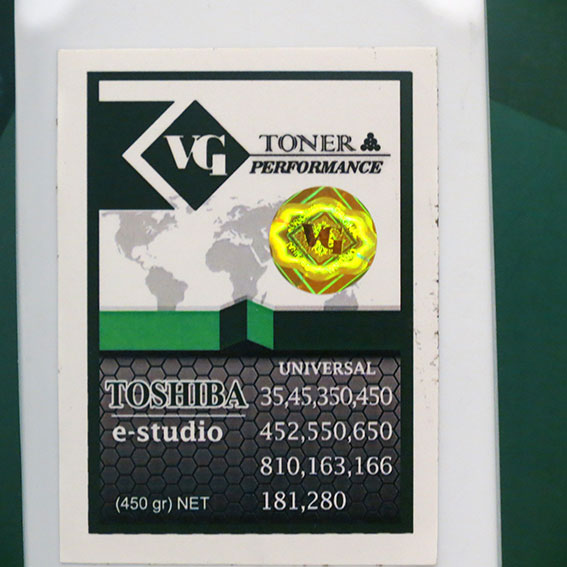 VG
TONER
PERFORMANCE
VG
UNIVERSAL
TOSHIBA 35,45,350,450
e-studio 452,550,650
810,163,166
(450 gr) NET 181,280